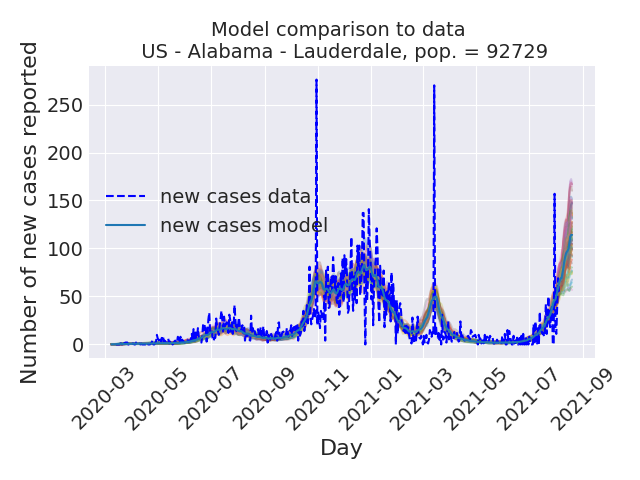 Model comparison to data
US - Alabama - Lauderdale, pop. = 92729
Number of new cases reported
250
200
150
100
50
0
new cases data
new cases model
2020-03
2020-05
2020-07
2020-09
2020-11
2021-01
2021-03
2021-05
2021-07
2021-09
Day